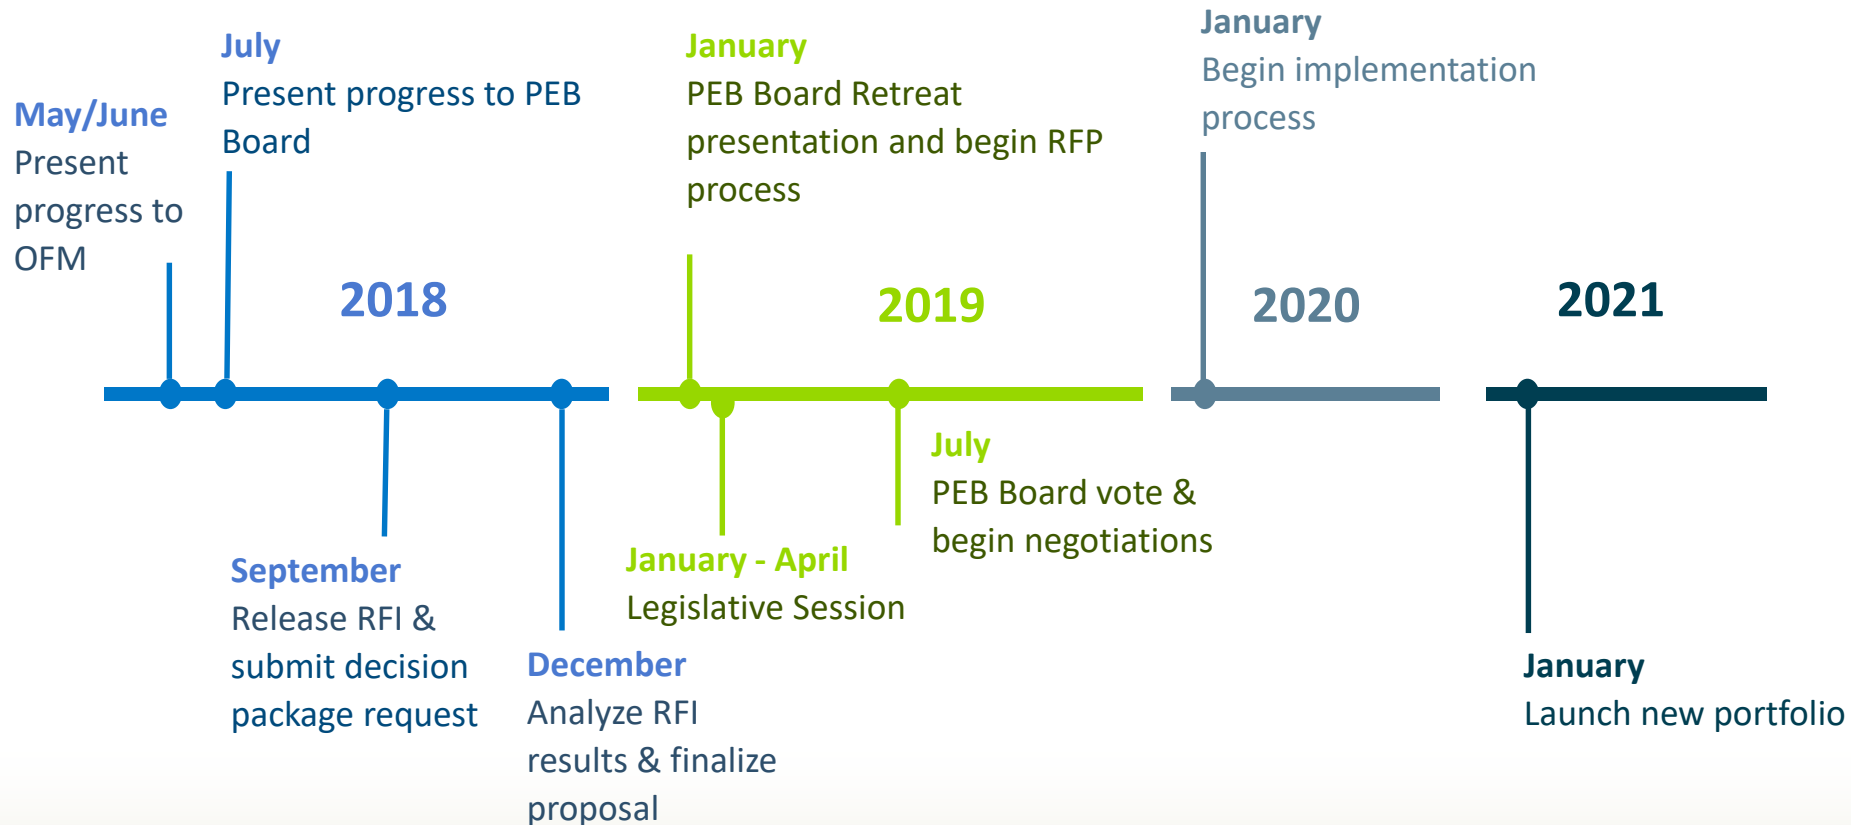 May/June
Present
progress to
OFM
July
Present progress to PEB
Board
2018
September
Release RFI &
submit decision
package request
December
Analyze RFI
results & finalize
proposal
January
PEB Board Retreat
presentation and begin RFP
process
2019
January - April
Legislative Session
July
PEB Board vote &
begin negotiations
January
Begin implementation
process
2020
2021
January
Launch new portfolio